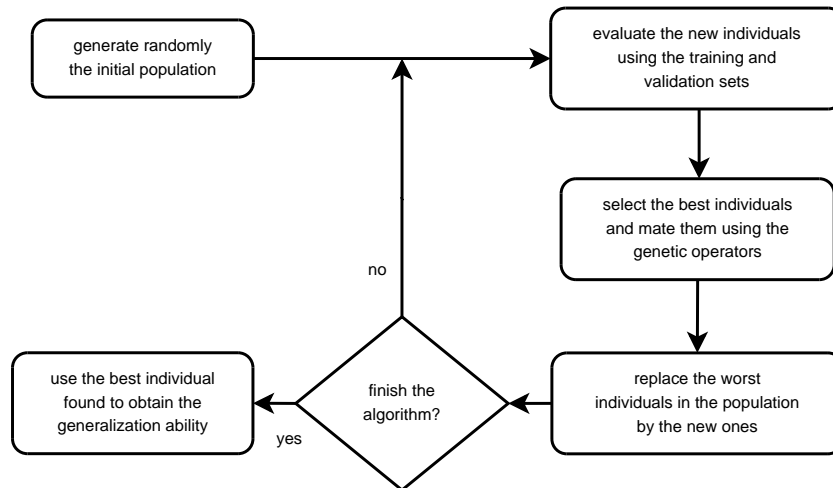 generate randomly
the initial population
evaluate the new individuals
using the training and
validation sets
select the best individuals
and mate them using the
genetic operators
no
replace the worst
individuals in the population
by the new ones
finish the
algorithm?
yes
use the best individual
found to obtain the
generalization ability